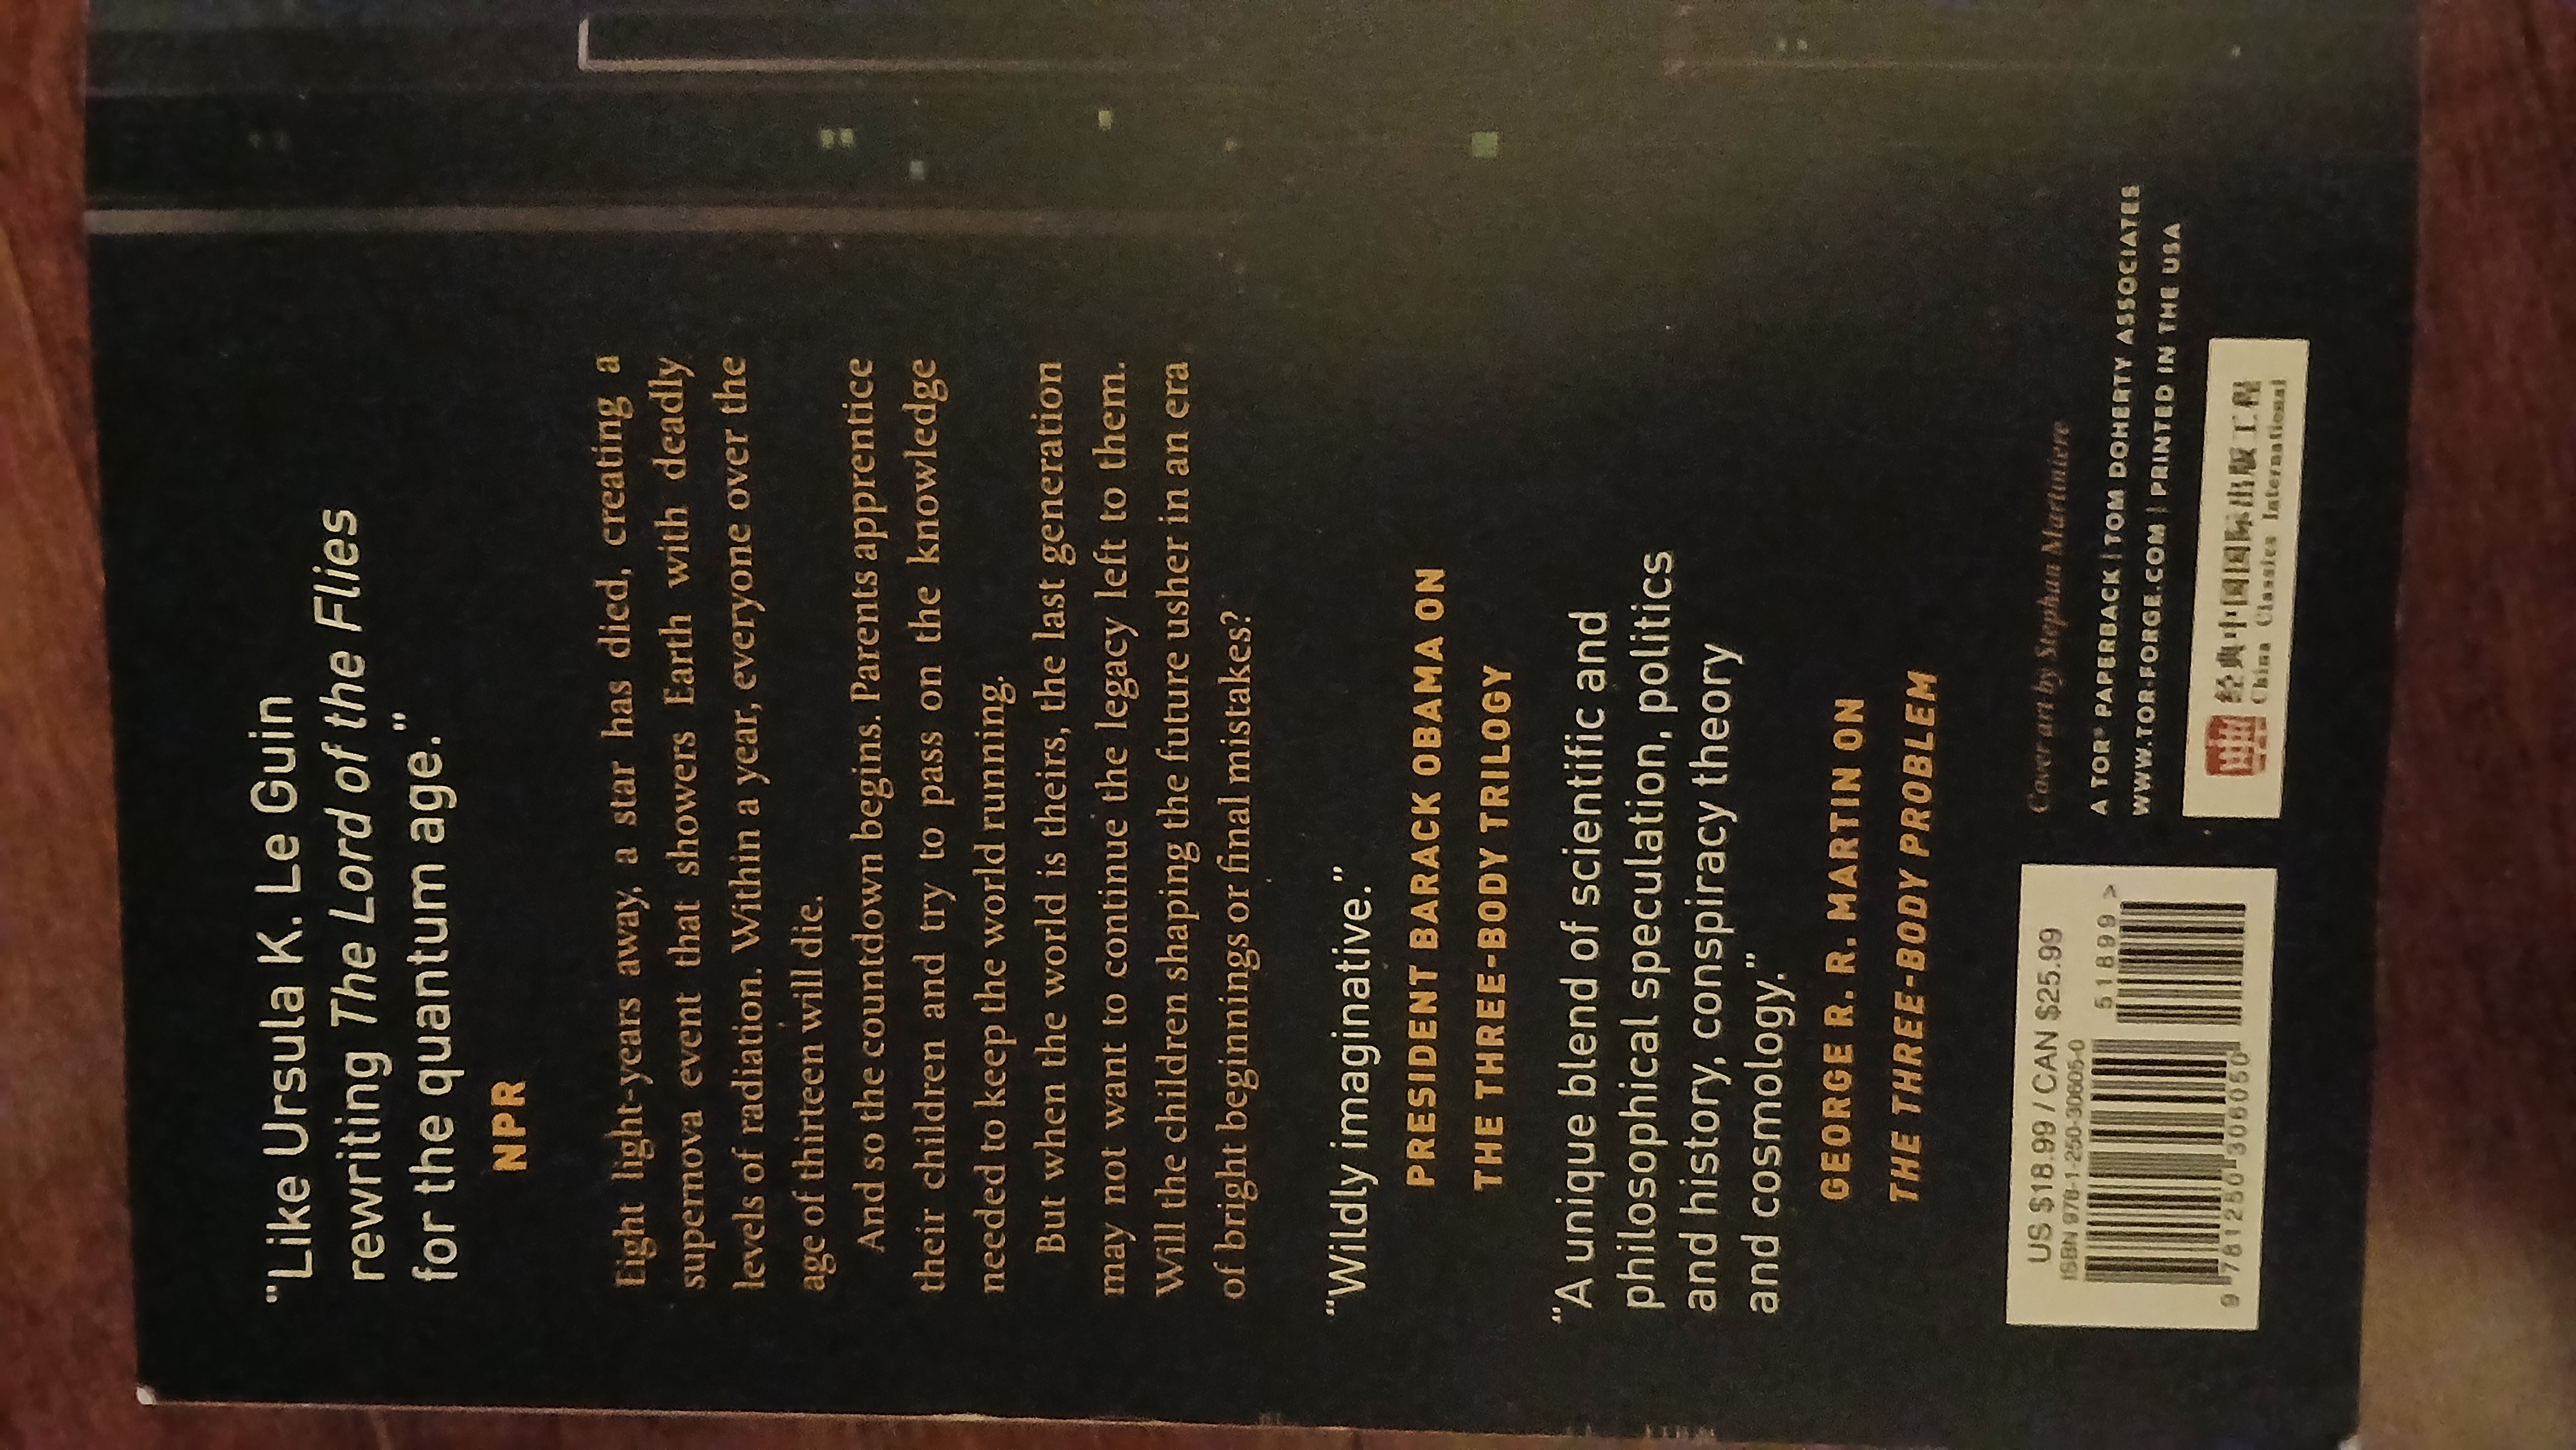 “Like Ursula K. Le Guin
rewriting The Lord of the Flies
for the quantum age.”
NPR
Eight light-years away, a star has died, creating a
supernova event that showers Earth with deadly
levels of radiation. Within a year, everyone over the
age of thirteen will die.
And so the countdown begins. Parents apprentice
their children and try to pass on the knowledge
needed to keep the world running.
But when the world is theirs, the last generation
may not want to continue the legacy left to them.
Will the children shaping the future usher in an era
of bright beginnings or final mistakes?
“Wildly imaginative.”
PRESIDENT BARACK OBAMA ON
THE THREE-BODY TRILOGY
“A unique blend of scientific and
philosophical speculation, politics
and history, conspiracy theory
and cosmology.”
GEORGE R. R. MARTIN ON
THE THREE-BODY PROBLEM
US $18.99 / CAN $25.99
ISBN 978-1-250-30605-0
51899 >
9 781250 306050
Cover art by Stephan Martiniere
A TOR® PAPERBACK | TOM DOHERTY ASSOCIATES
WWW.TOR-FORGE.COM | PRINTED IN THE USA
经典中国国际出版工程
China Classics International